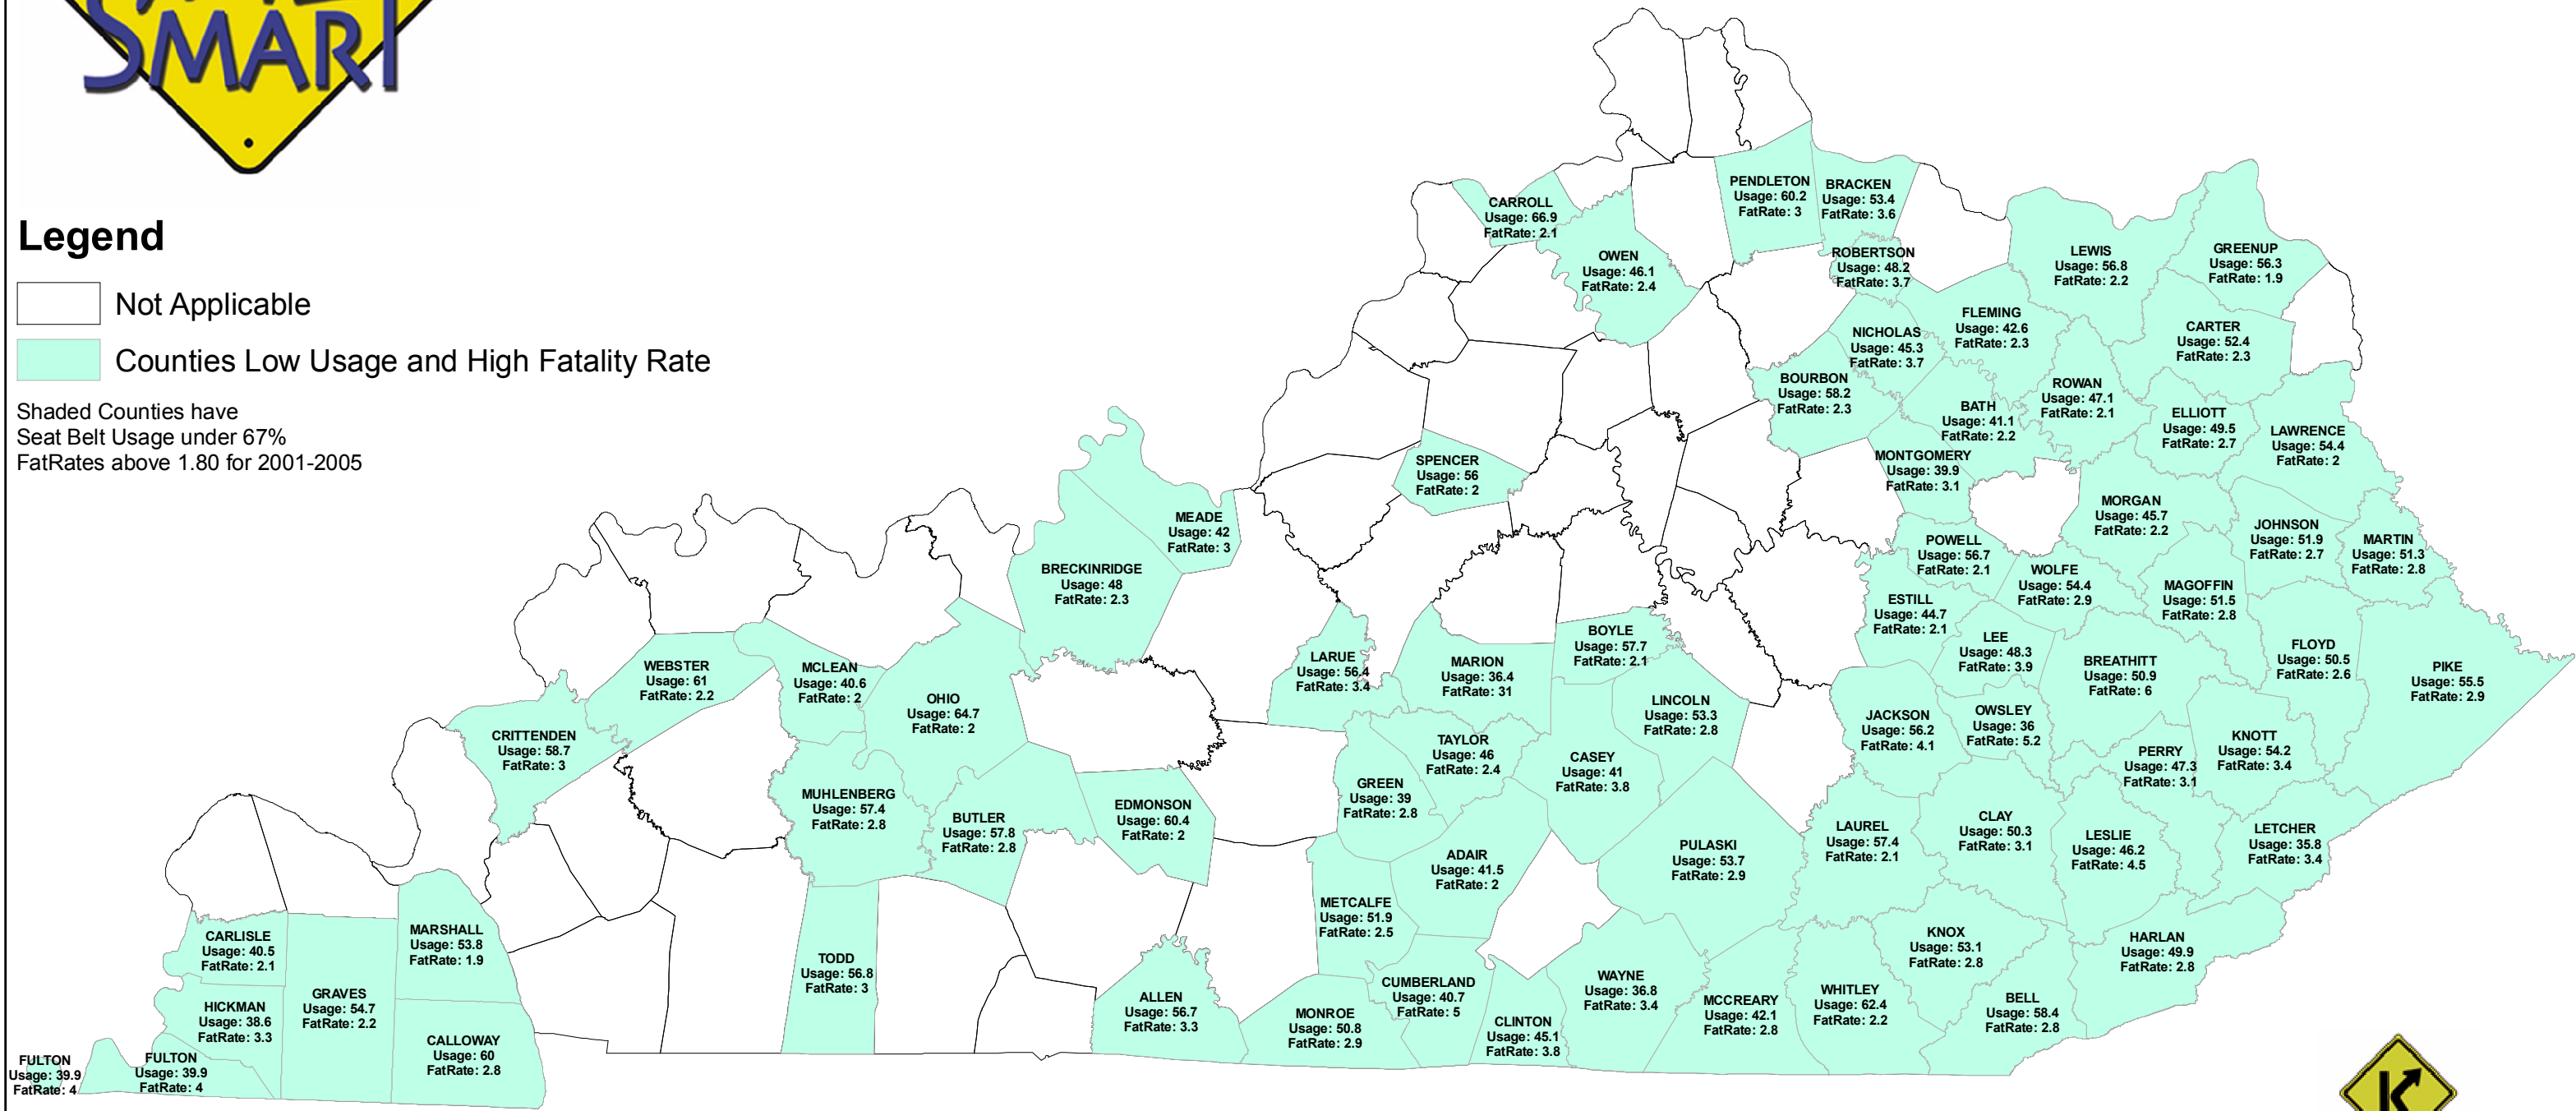 SMART
Legend
Not Applicable
Counties Low Usage and High Fatality Rate
Shaded Counties have
Seat Belt Usage under 67%
FatRates above 1.80 for 2001-2005
CARROLL
Usage: 66.9
FatRate: 2.1
OWEN
Usage: 46.1
FatRate: 2.4
PENDLETON
Usage: 60.2
FatRate: 3
BRACKEN
Usage: 53.4
FatRate: 3.6
ROBERTSON
Usage: 48.2
FatRate: 3.7
LEWIS
Usage: 56.8
FatRate: 2.2
GREENUP
Usage: 56.3
FatRate: 1.9
NICHOLAS
Usage: 45.3
FatRate: 3.7
FLEMING
Usage: 42.6
FatRate: 2.3
CARTER
Usage: 52.4
FatRate: 2.3
BOURBON
Usage: 58.2
FatRate: 2.3
BATH
Usage: 41.1
FatRate: 2.2
ROWAN
Usage: 47.1
FatRate: 2.1
ELLIOTT
Usage: 49.5
FatRate: 2.7
LAWRENCE
Usage: 54.4
FatRate: 2
SPENCER
Usage: 56
FatRate: 2
MONTGOMERY
Usage: 39.9
FatRate: 3.1
MORGAN
Usage: 45.7
FatRate: 2.2
JOHNSON
Usage: 51.9
FatRate: 2.7
MARTIN
Usage: 51.3
FatRate: 2.8
MEADE
Usage: 42
FatRate: 3
BRECKINRIDGE
Usage: 48
FatRate: 2.3
POWELL
Usage: 56.7
FatRate: 2.1
WOLFE
Usage: 54.4
FatRate: 2.9
MAGOFFIN
Usage: 51.5
FatRate: 2.8
ESTILL
Usage: 44.7
FatRate: 2.1
LEE
Usage: 48.3
FatRate: 3.9
BREATHITT
Usage: 50.9
FatRate: 6
FLOYD
Usage: 50.5
FatRate: 2.6
PIKE
Usage: 55.5
FatRate: 2.9
WEBSTER
Usage: 61
FatRate: 2.2
MCLEAN
Usage: 40.6
FatRate: 2
OHIO
Usage: 64.7
FatRate: 2
LARUE
Usage: 56.4
FatRate: 3.4
MARION
Usage: 36.4
FatRate: 31
BOYLE
Usage: 57.7
FatRate: 2.1
LINCOLN
Usage: 53.3
FatRate: 2.8
JACKSON
Usage: 56.2
FatRate: 4.1
OWSLEY
Usage: 36
FatRate: 5.2
PERRY
Usage: 47.3
FatRate: 3.1
KNOTT
Usage: 54.2
FatRate: 3.4
CRITTENDEN
Usage: 58.7
FatRate: 3
MUHLENBERG
Usage: 57.4
FatRate: 2.8
BUTLER
Usage: 57.8
FatRate: 2.8
EDMONSON
Usage: 60.4
FatRate: 2
GREEN
Usage: 39
FatRate: 2.8
TAYLOR
Usage: 46
FatRate: 2.4
CASEY
Usage: 41
FatRate: 3.8
PULASKI
Usage: 53.7
FatRate: 2.9
LAUREL
Usage: 57.4
FatRate: 2.1
CLAY
Usage: 50.3
FatRate: 3.1
LESLIE
Usage: 46.2
FatRate: 4.5
LETCHER
Usage: 35.8
FatRate: 3.4
ADAIR
Usage: 41.5
FatRate: 2
METCALFE
Usage: 51.9
FatRate: 2.5
CARLISLE
Usage: 40.5
FatRate: 2.1
MARSHALL
Usage: 53.8
FatRate: 1.9
TODD
Usage: 56.8
FatRate: 3
KNOX
Usage: 53.1
FatRate: 2.8
HARLAN
Usage: 49.9
FatRate: 2.8
HICKMAN
Usage: 38.6
FatRate: 3.3
GRAVES
Usage: 54.7
FatRate: 2.2
CALLOWAY
Usage: 60
FatRate: 2.8
ALLEN
Usage: 56.7
FatRate: 3.3
MONROE
Usage: 50.8
FatRate: 2.9
CUMBERLAND
Usage: 40.7
FatRate: 5
CLINTON
Usage: 45.1
FatRate: 3.8
WAYNE
Usage: 36.8
FatRate: 3.4
MCCREARY
Usage: 42.1
FatRate: 2.8
WHITLEY
Usage: 62.4
FatRate: 2.2
BELL
Usage: 58.4
FatRate: 2.8
FULTON
Usage: 39.9
FatRate: 4
FULTON
Usage: 39.9
FatRate: 4
K